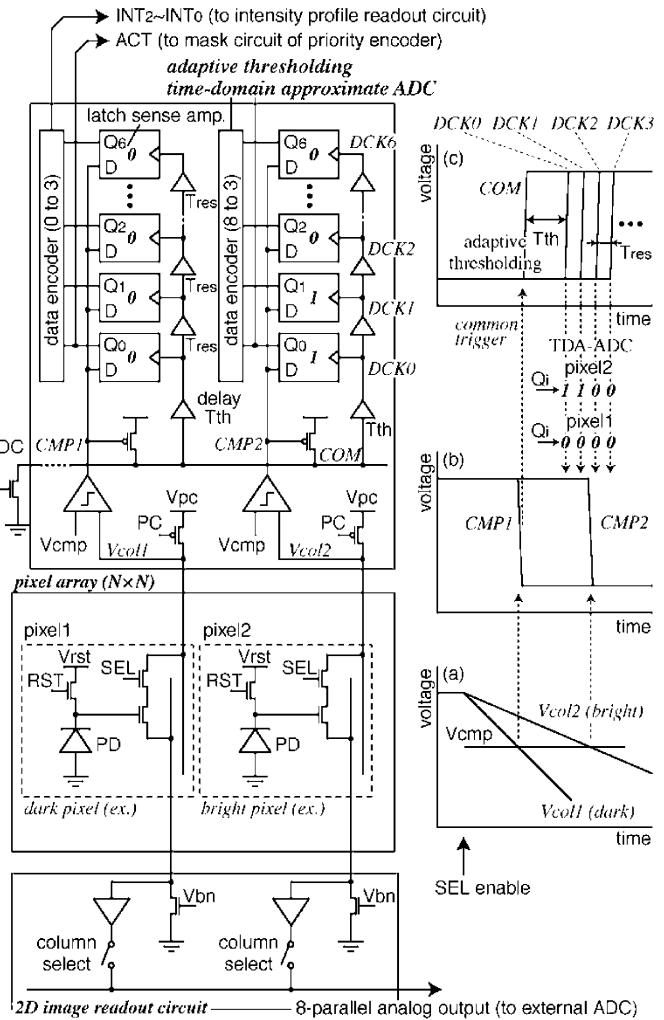 INT2~INT0 (to intensity profile readout circuit)
ACT (to mask circuit of priority encoder)
adaptive thresholding
time-domain approximate ADC
latch sense amp.
data encoder (0 to 3)
Q6 0
D
Q2 0
D
Q1 0
D
Q0 0
D
Tres
Tres
Tres
delay
Tth
data encoder (8 to 3)
Q6 0
D
Q2 0
D
Q1 1
D
Q0 1
D
DCK6
DCK2
DCK1
DCK0
Tth
DC
CMP1
CMP2
COM
Vcmp
Vcol1
PC
Vpc
Vcmp
Vcol2
PC
Vpc
pixel array (N×N)
pixel1
Vrst
RST
SEL
PD
dark pixel (ex.)
pixel2
Vrst
RST
SEL
PD
bright pixel (ex.)
Vbn
column
select
Vbn
column
select
2D image readout circuit
8-parallel analog output (to external ADC)
DCK0 DCK1 DCK2 DCK3
(c)
voltage
COM
Tth
adaptive
thresholding
Tres
time
common
trigger
TDA-ADC
pixel2
Qi 1 1 0 0
pixel1
Qi 0 0 0 0
(b)
voltage
CMP1
CMP2
time
(a)
voltage
Vcol2 (bright)
Vcmp
Vcol1 (dark)
time
SEL enable